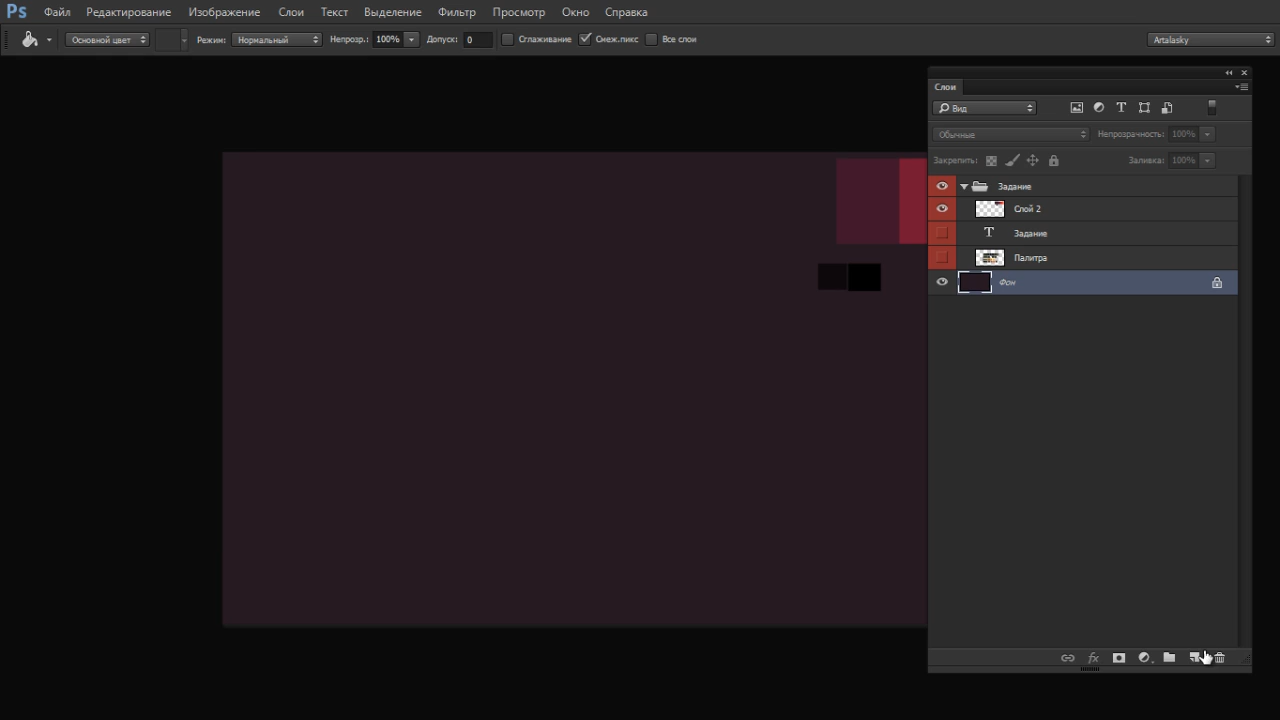 Ps Файл Редактирование Изображение Слои Текст Выделение Фильтр Просмотр Окно Справка
Основной цвет Режим: Нормальный Непрозр.: 100% Допуск: 0 Сглаживание Смеж.пикс Все слои Artalasky
Слои
Вид
Обычные Непрозрачность: 100%
Закрепить: Заливка: 100%
Задание
Слой 2
T Задание
Палитра
Фон
fx